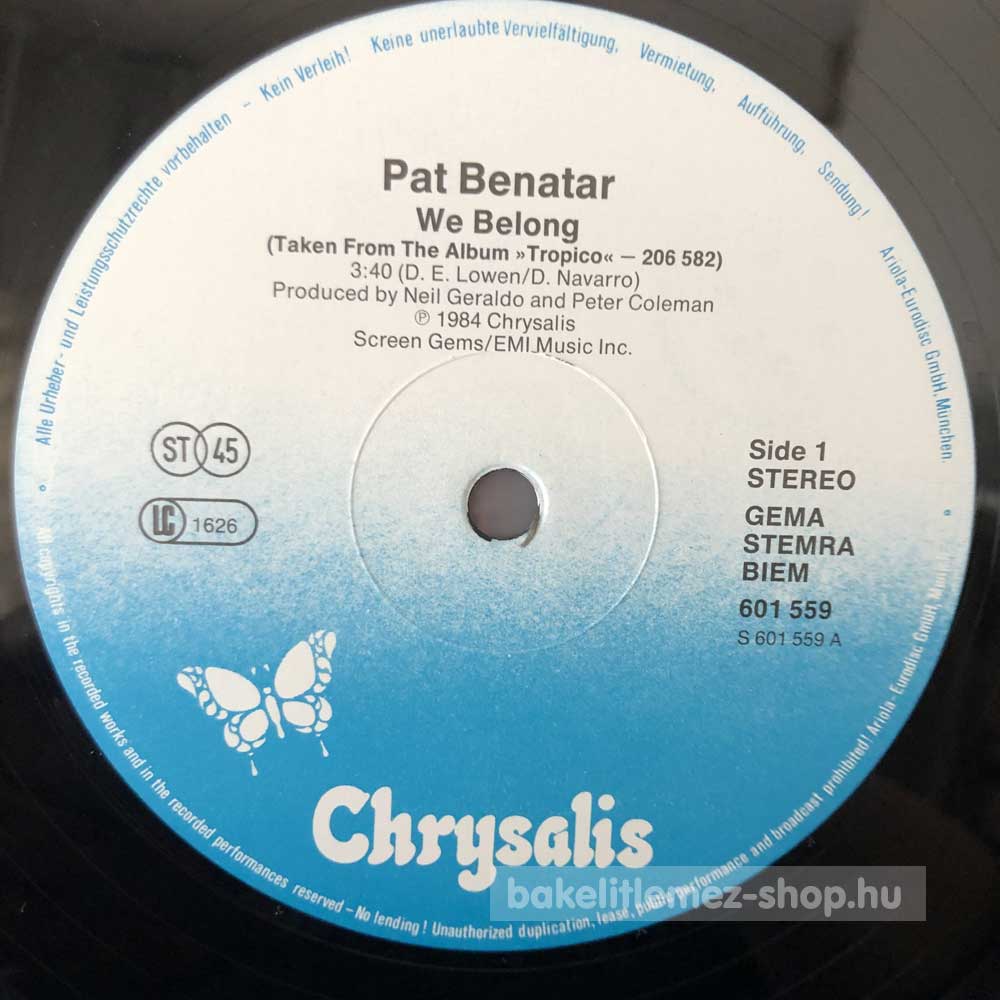 Alle Urheber- und Leistungsschutzrechte vorbehalten – Kein Verleih! Keine unerlaubte Vervielfältigung, Vermietung, Aufführung, Sendung! Ariola-Eurodisc GmbH, München.
Pat Benatar
We Belong
(Taken From The Album »Tropico« – 206 582)
3:40 (D. E. Lowen/D. Navarro)
Produced by Neil Geraldo and Peter Coleman
℗ 1984 Chrysalis
Screen Gems/EMI Music Inc.
ST 45
LC 1626
Side 1
STEREO
GEMA
STEMRA
BIEM
601 559
S 601 559 A
Chrysalis
All copyrights in the recorded works and in the recorded performances reserved – No lending! Unauthorized duplication, lease, public performance and broadcast prohibited! Ariola-Eurodisc GmbH,
bakelitlemez-shop.hu